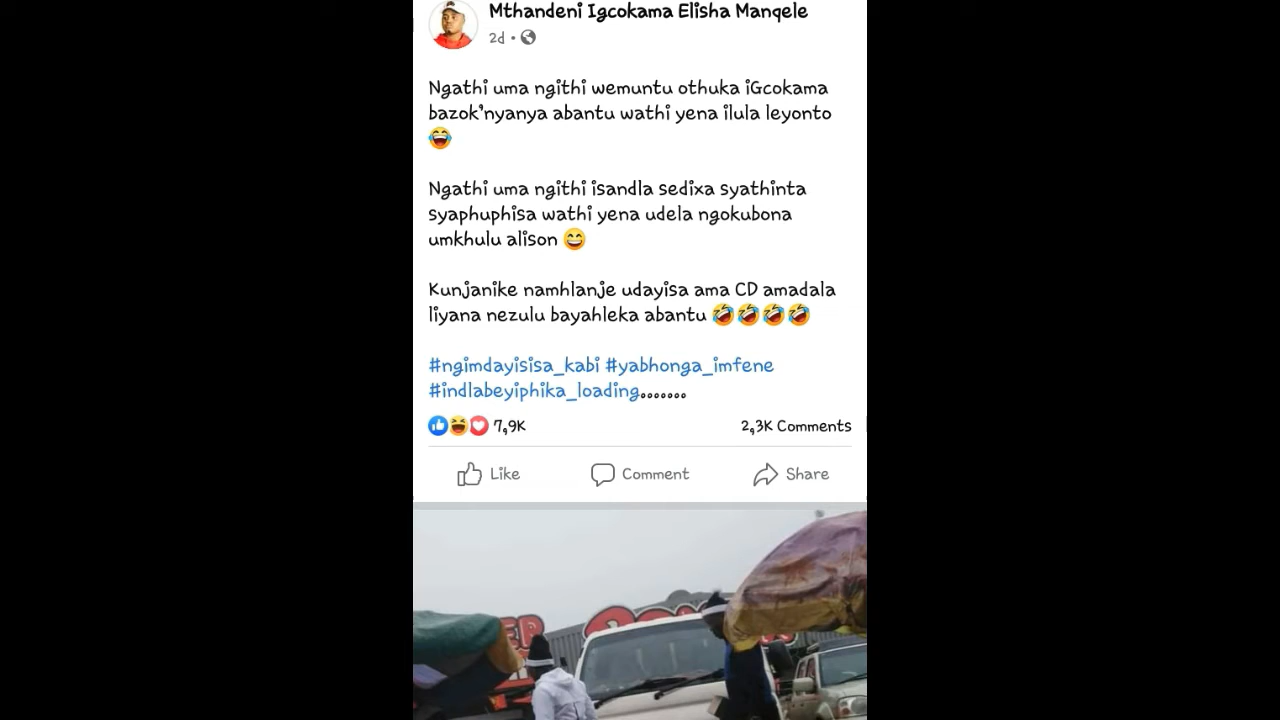 Mthandeni Igcokama Elisha Manqele
2d •
Ngathi uma ngithi wemuntu othuka iGcokama
bazok'nyanya abantu wathi yena ilula leyonto
😂
Ngathi uma ngithi isandla sedixa syathinta
syaphuphisa wathi yena udela ngokubona
umkhulu alison 😄
Kunjanike namhlanje udayisa ama CD amadala
liyana nezulu bayahleka abantu 🤣🤣🤣🤣
#ngimdayisisa_kabi #yabhonga_imfene
#indlabeyiphika_loading.......
7,9K
2,3K Comments
Like
Comment
Share